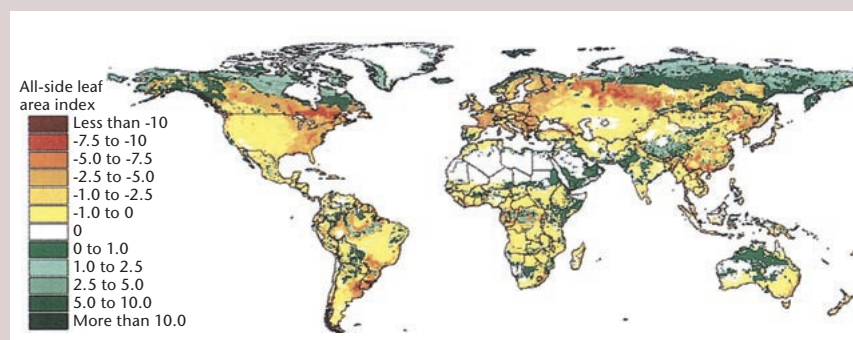 All-side leaf
area index
Less than -10
-7.5 to -10
-5.0 to -7.5
-2.5 to -5.0
-1.0 to -2.5
-1.0 to 0
0
0 to 1.0
1.0 to 2.5
2.5 to 5.0
5.0 to 10.0
More than 10.0